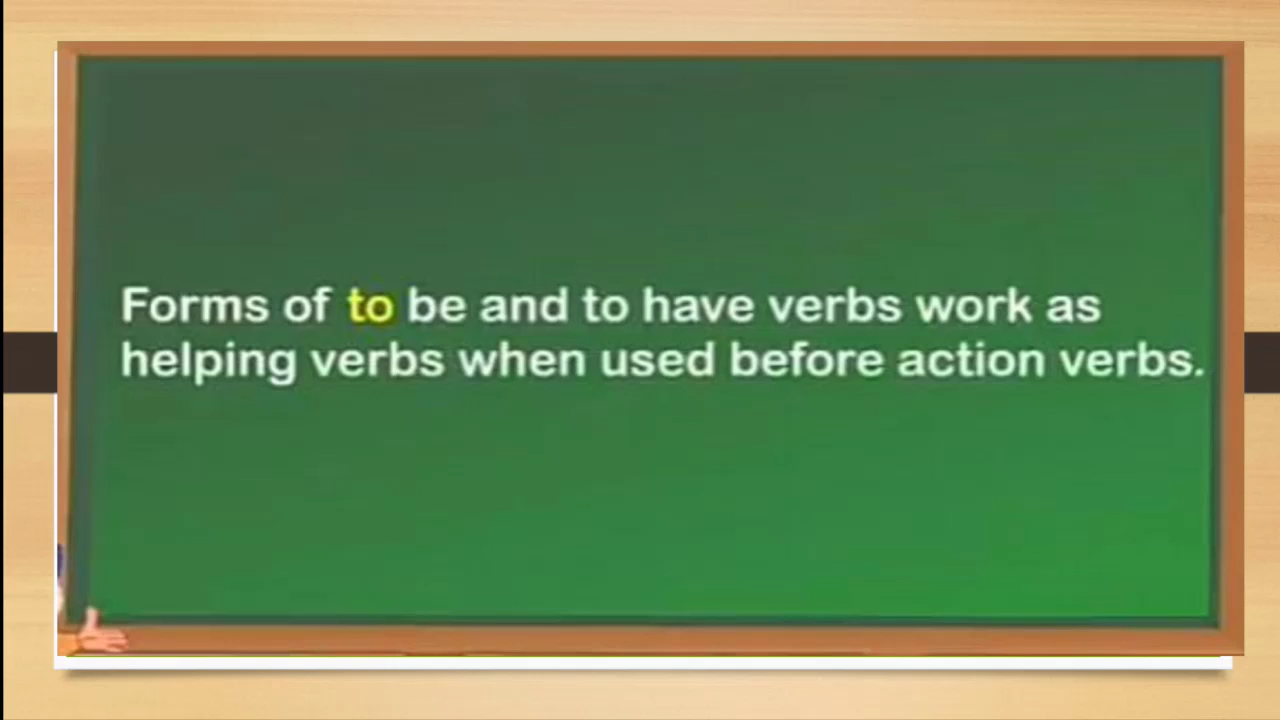 Forms of to be and to have verbs work as
helping verbs when used before action verbs.